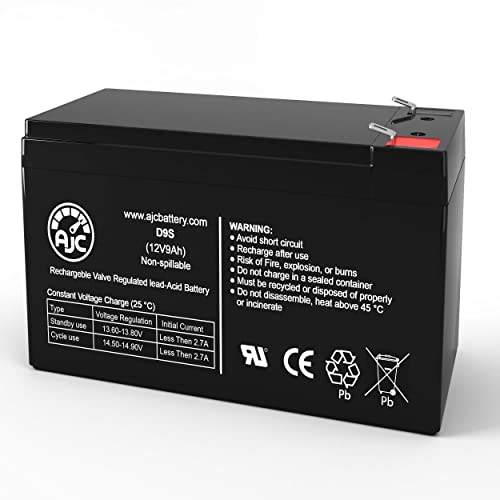 AJC
www.ajcbattery.com
D9S
(12V9Ah)
Non-spillable
Rechargeable Valve Regulated lead-Acid Battery
Constant Voltage Charge (25 °C)
Type Voltage Regulation Initial Current
Standby use 13.60-13.80V Less Then 2.7A
Cycle use 14.50-14.90V Less Then 2.7A
WARNING:
• Avoid short circuit
• Recharge after use
• Risk of Fire, explosion, or burns
• Do not charge in a sealed container
• Must be recycled or disposed of properly
• Do not disassemble, heat above 45 °C
or incinerate
Pb
Pb